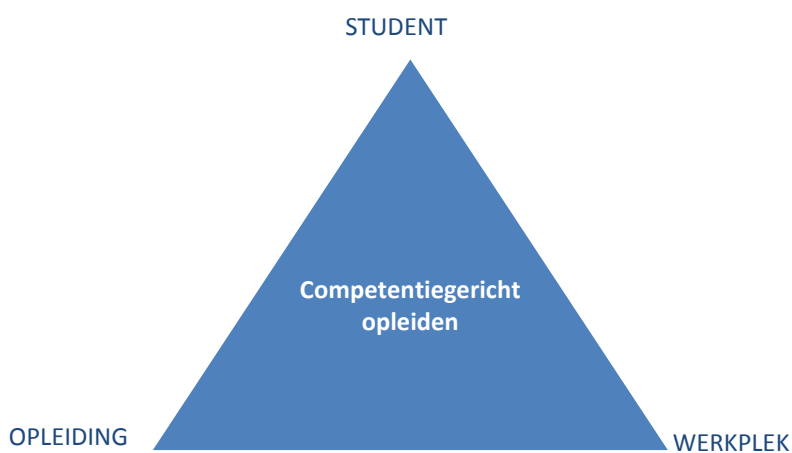 STUDENT
Competentiegericht
opleiden
OPLEIDING
WERKPLEK